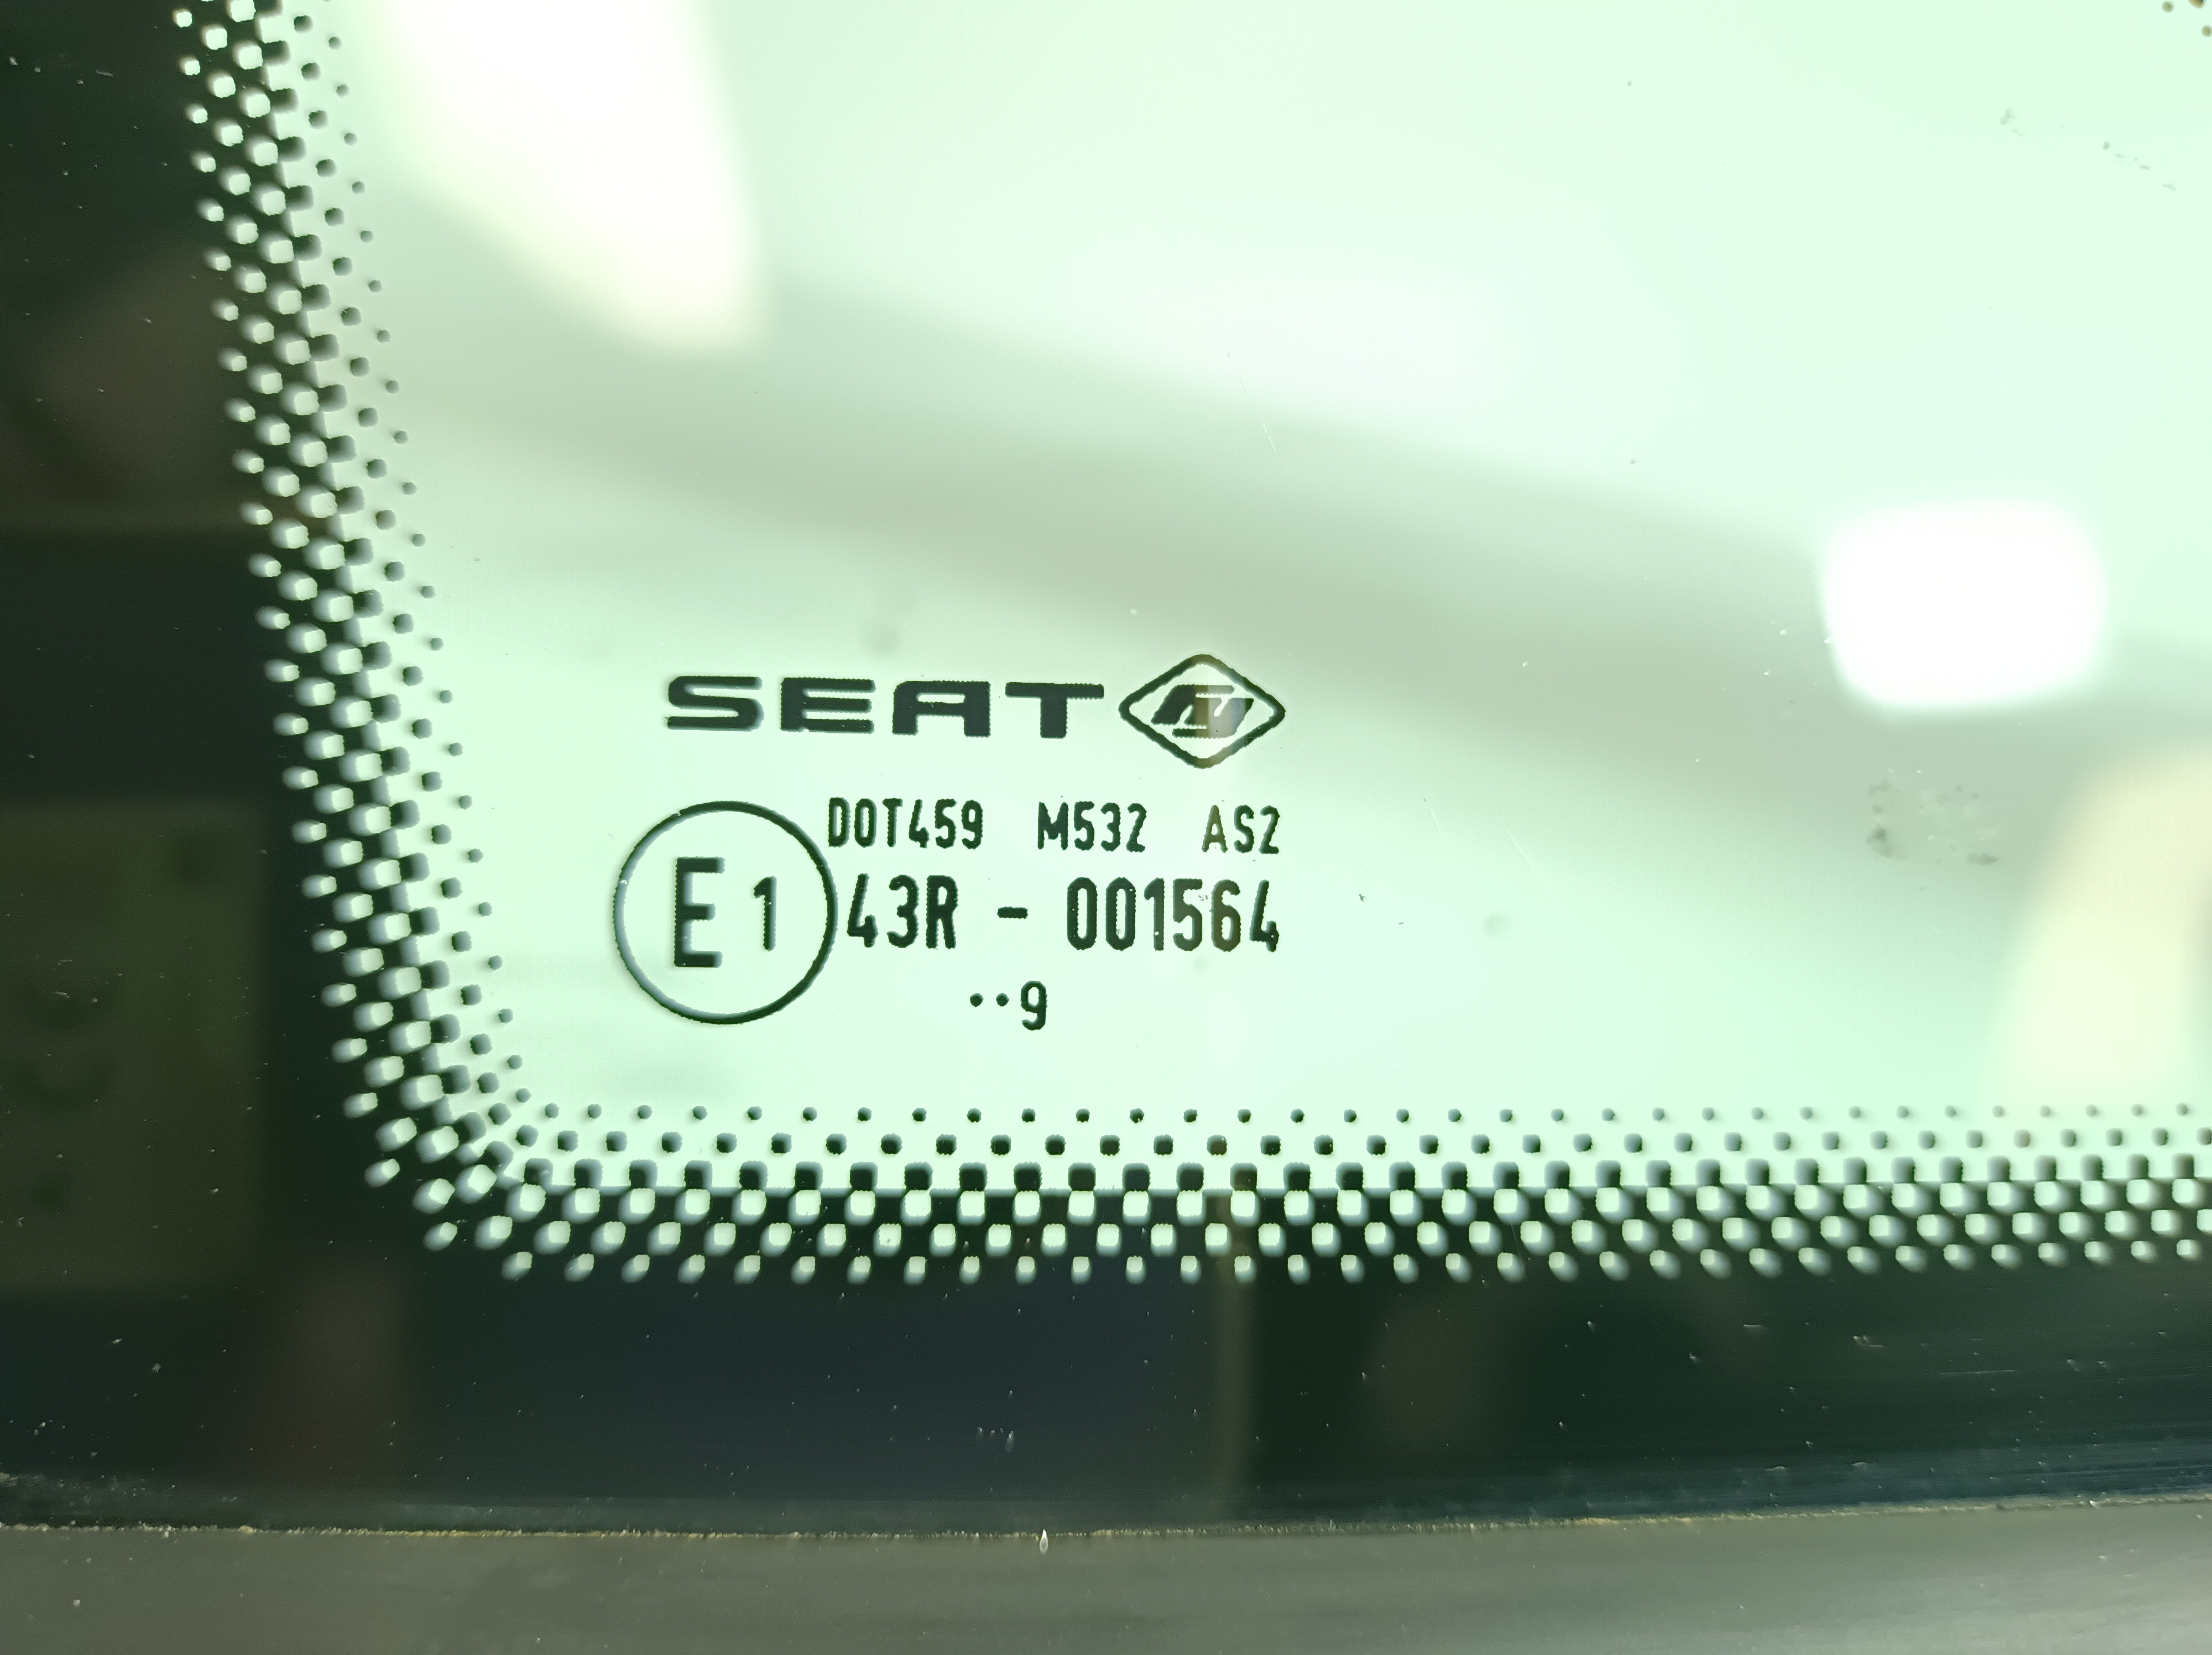 SEAT
DOT459 M532 AS2
E1 43R - 001564
••9